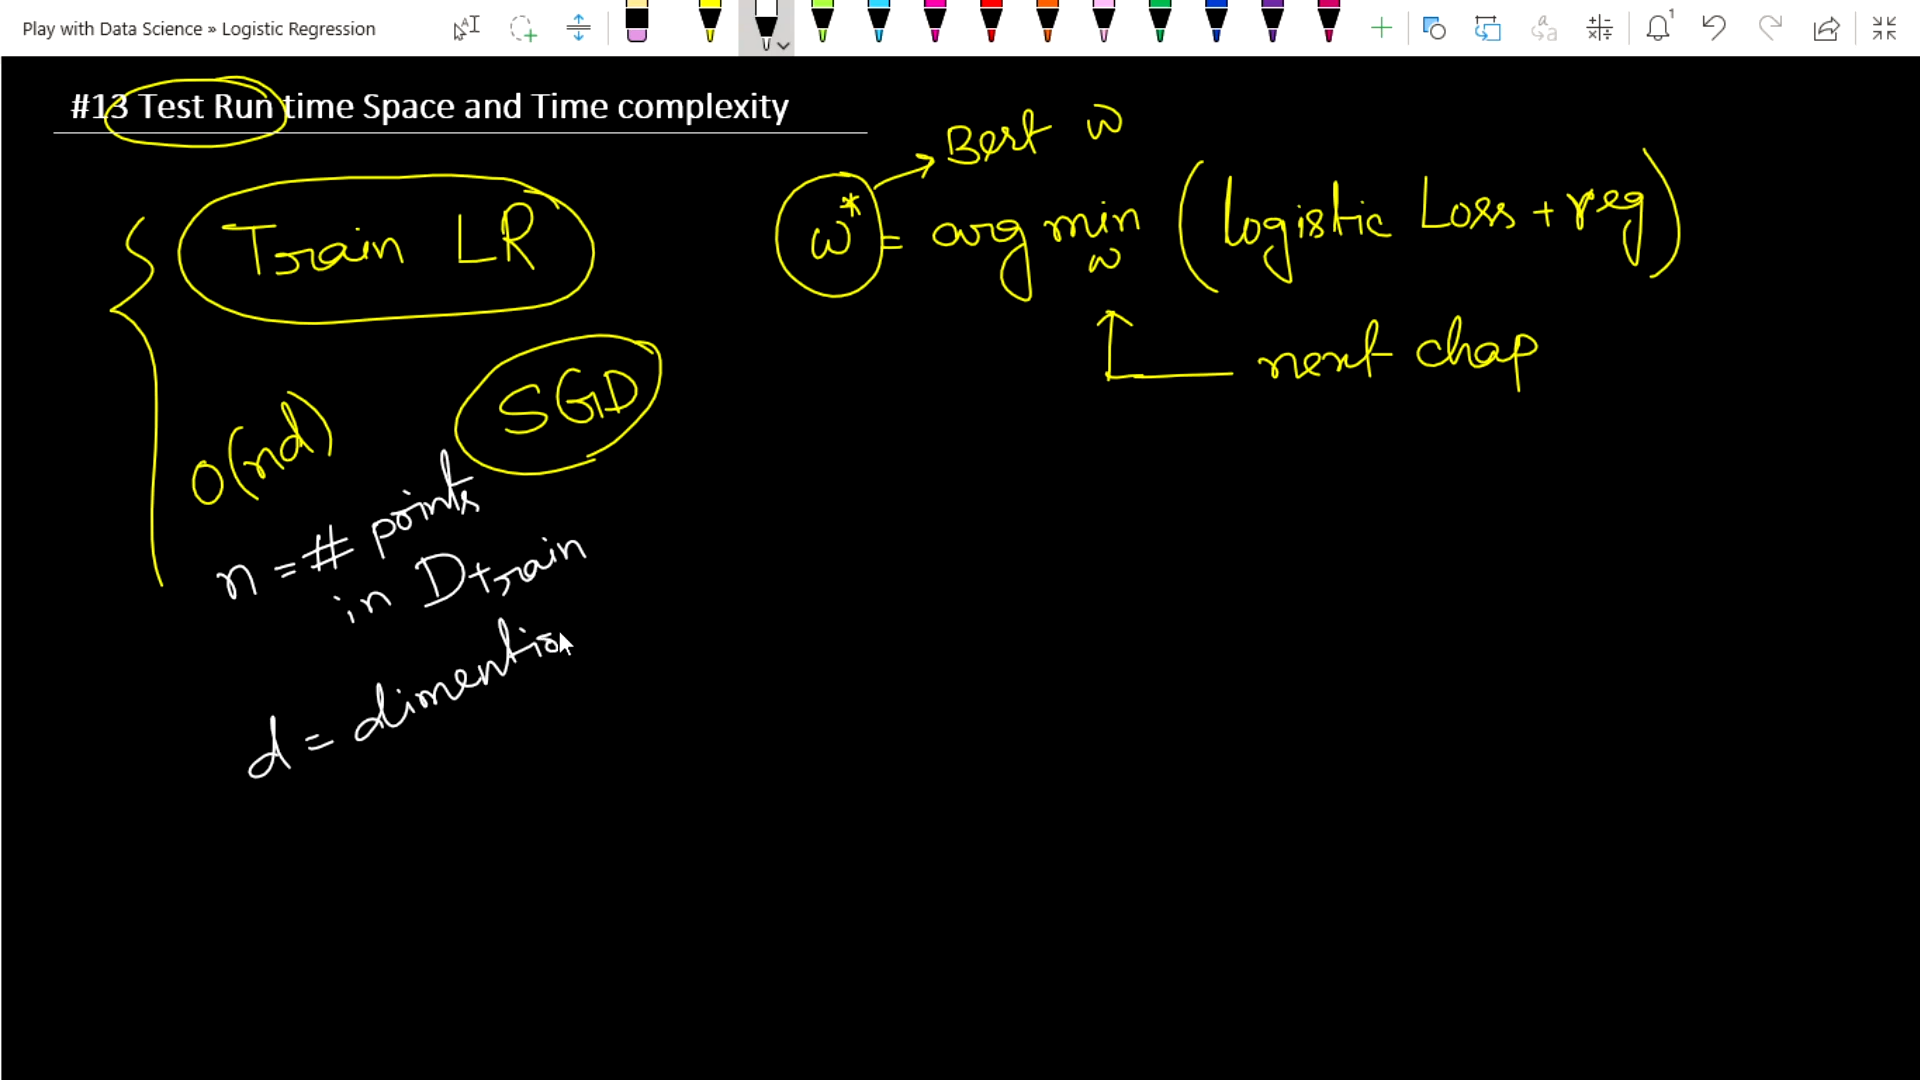 Play with Data Science » Logistic Regression
#13 Test Run time Space and Time complexity
Best w
Train LR
w* = arg min w (logistic Loss + reg)
next chap
SGD
O(nd)
n = # points
in Dtrain
d = dimentio